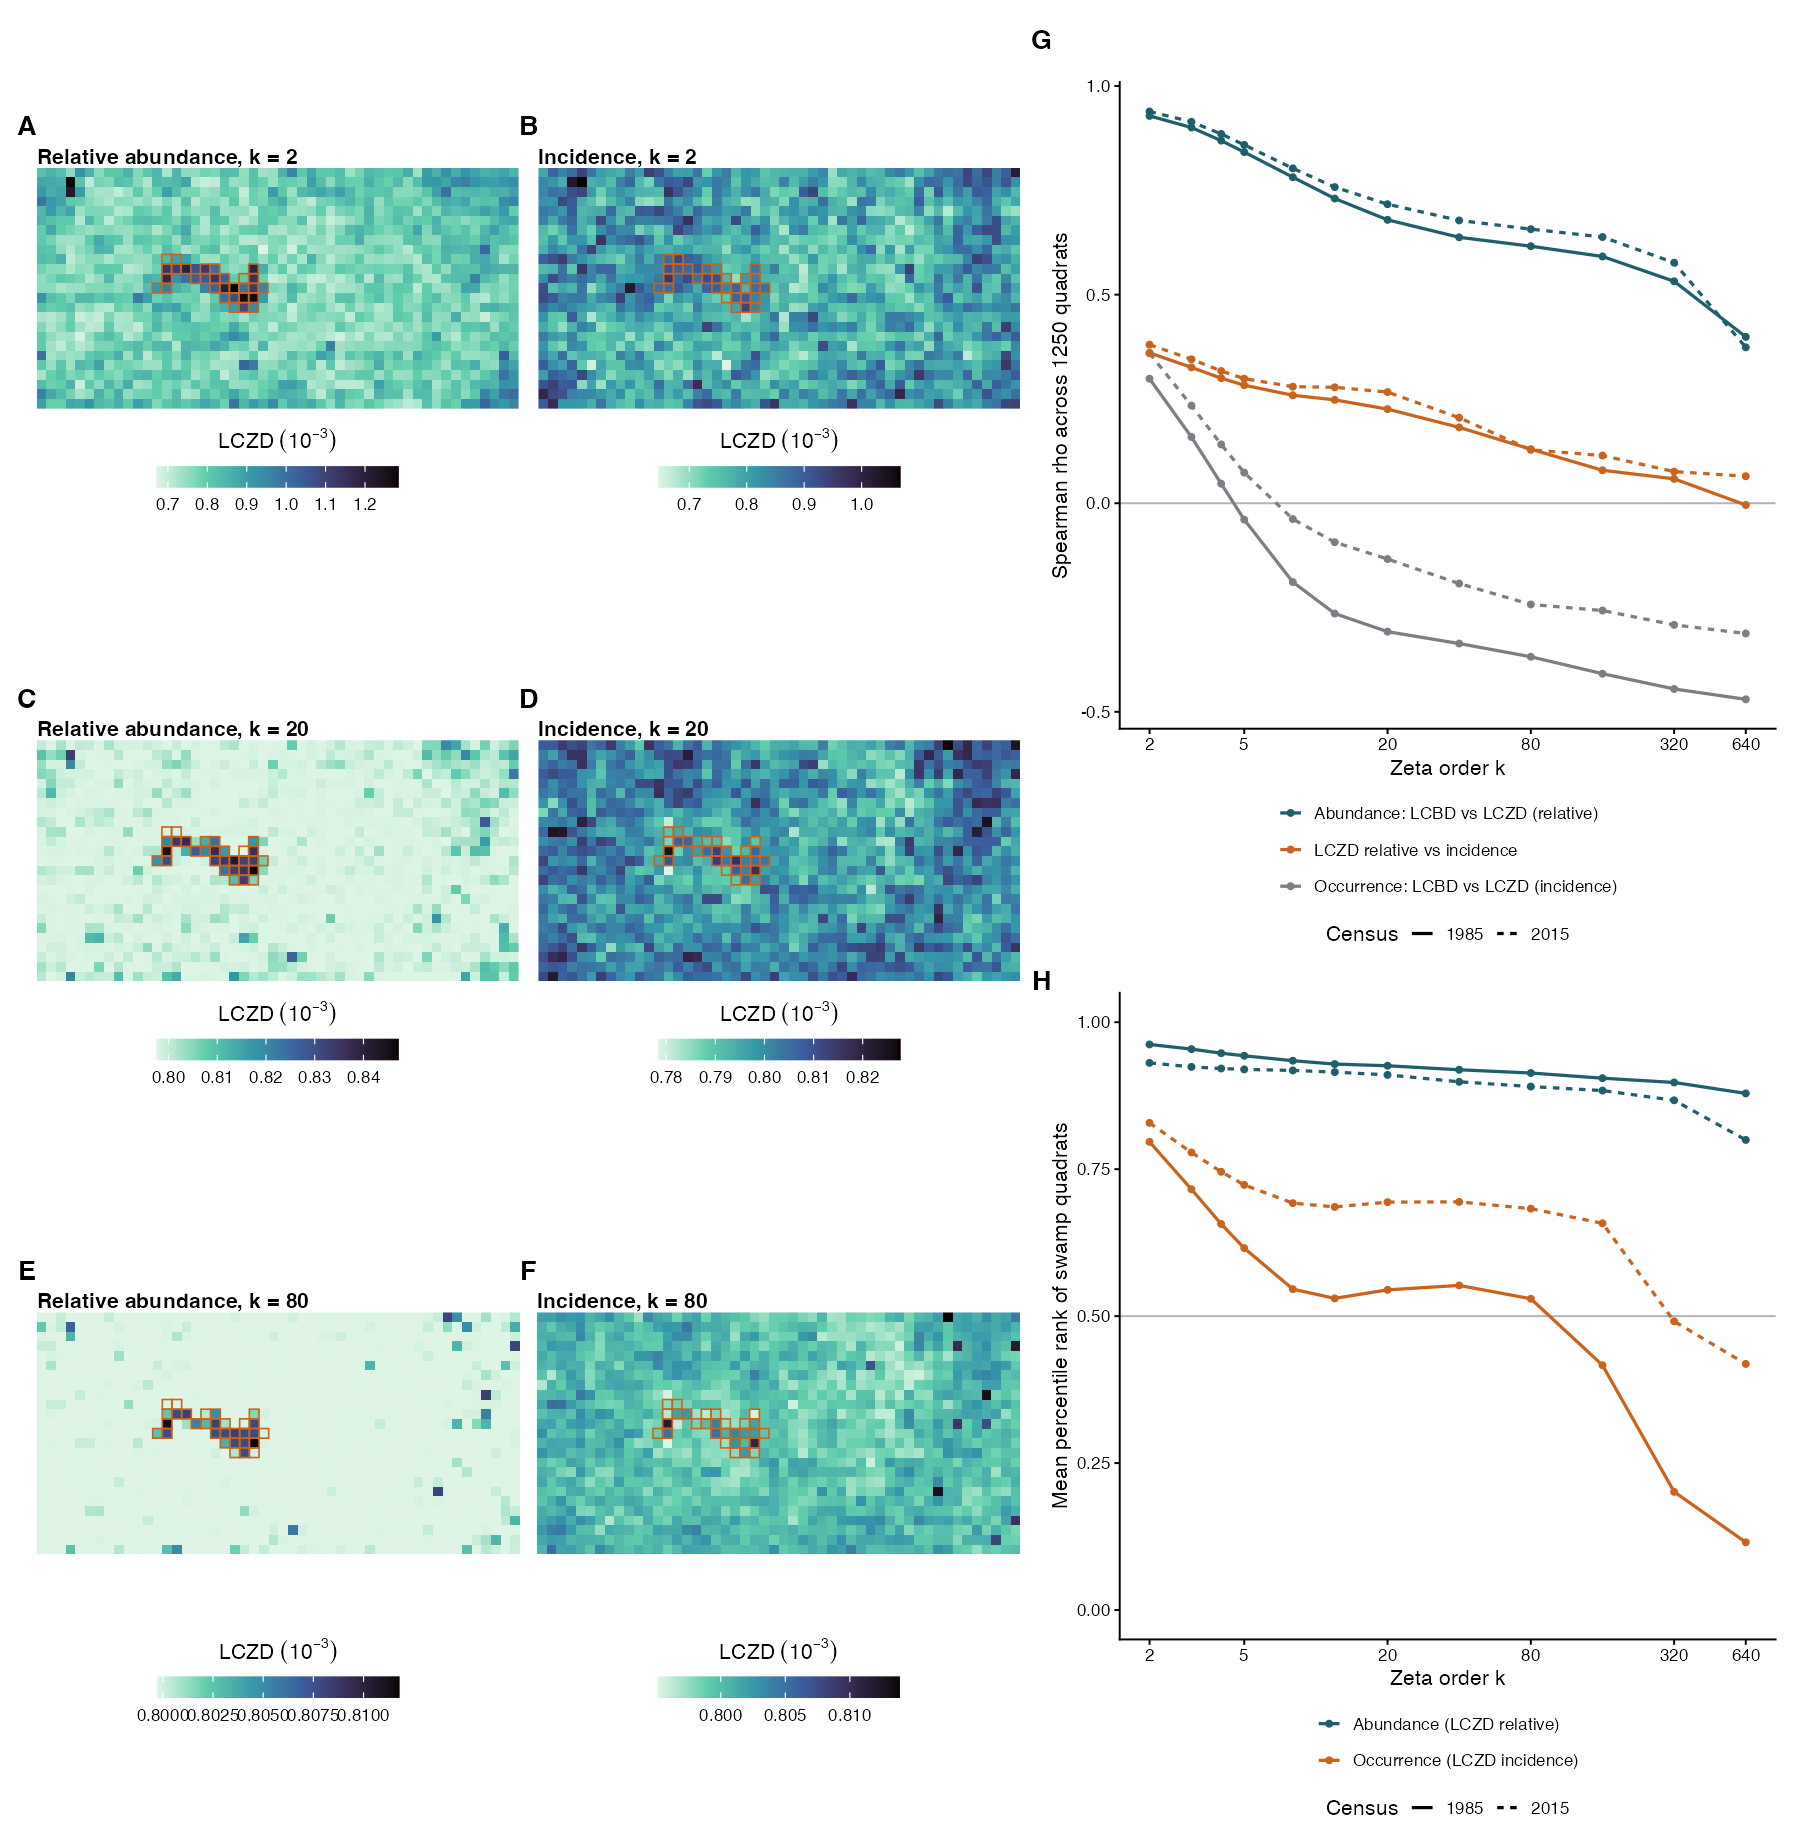 A
Relative abundance, k = 2
LCZD (10⁻³)
0.7 0.8 0.9 1.0 1.1 1.2
B
Incidence, k = 2
LCZD (10⁻³)
0.7 0.8 0.9 1.0
C
Relative abundance, k = 20
LCZD (10⁻³)
0.80 0.81 0.82 0.83 0.84
D
Incidence, k = 20
LCZD (10⁻³)
0.78 0.79 0.80 0.81 0.82
E
Relative abundance, k = 80
LCZD (10⁻³)
0.8000 0.8025 0.8050 0.8075 0.8100
F
Incidence, k = 80
LCZD (10⁻³)
0.800 0.805 0.810
G
Spearman rho across 1250 quadrats
1.0
0.5
0.0
-0.5
2 5 20 80 320 640
Zeta order k
Abundance: LCBD vs LCZD (relative)
LCZD relative vs incidence
Occurrence: LCBD vs LCZD (incidence)
Census 1985 2015
H
Mean percentile rank of swamp quadrats
1.00
0.75
0.50
0.25
0.00
2 5 20 80 320 640
Zeta order k
Abundance (LCZD relative)
Occurrence (LCZD incidence)
Census 1985 2015